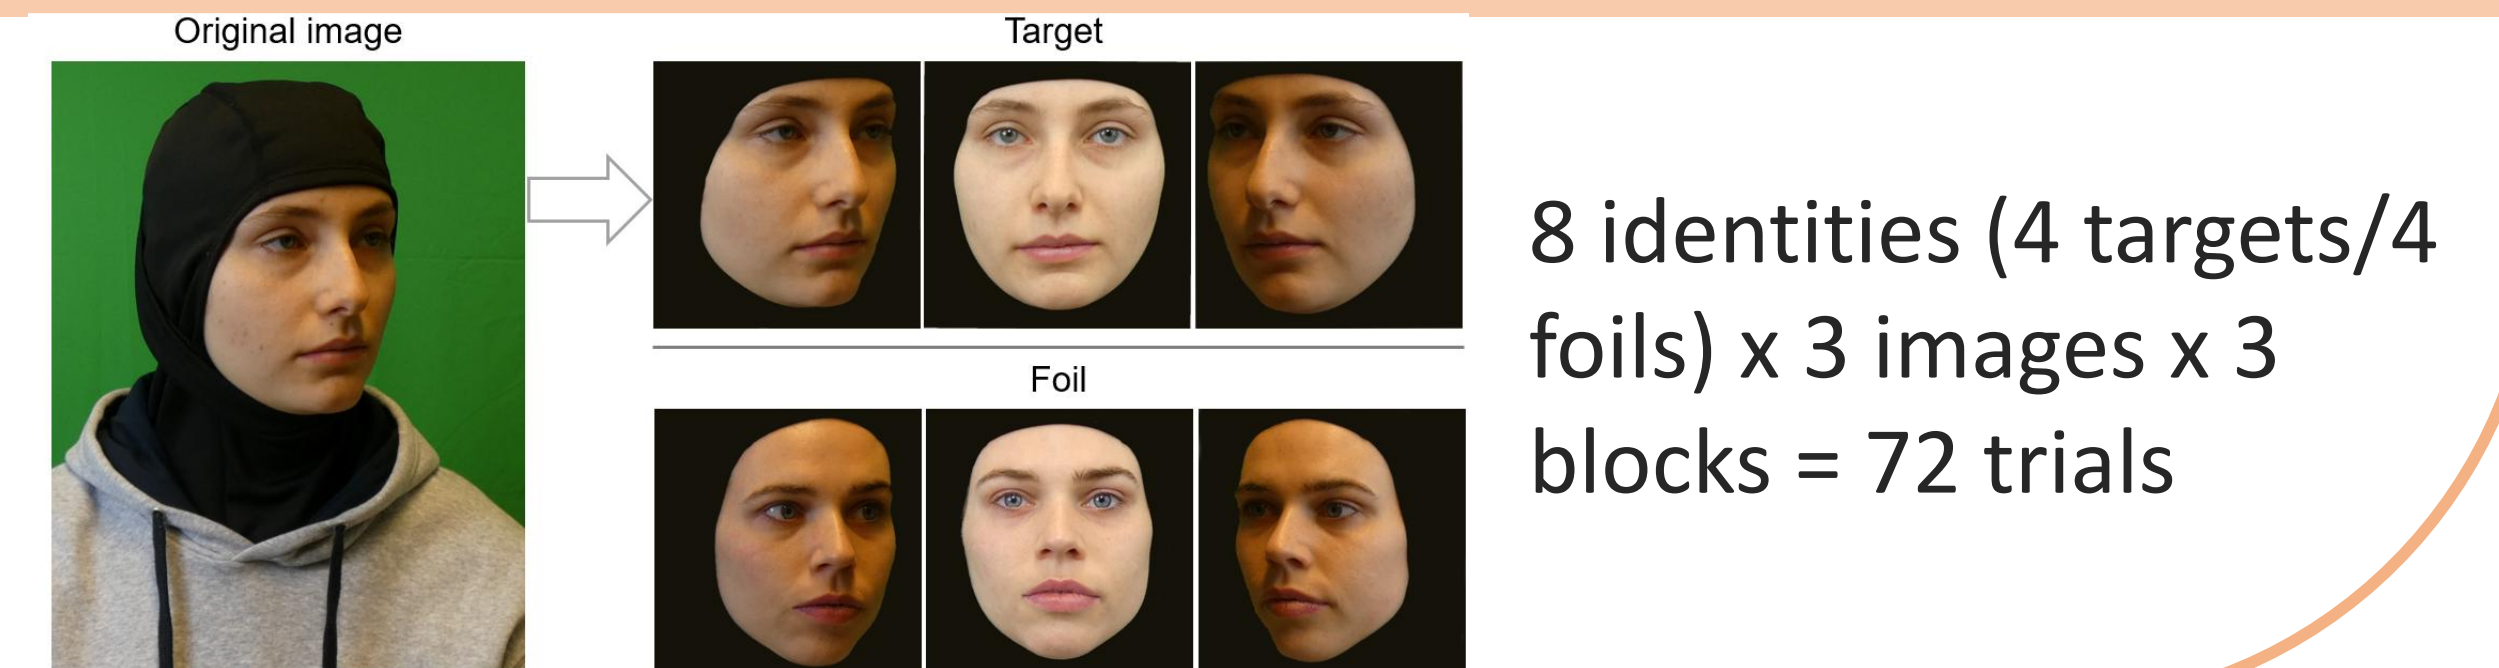 Original image
Target
Foil
8 identities (4 targets/4
foils) x 3 images x 3
blocks = 72 trials